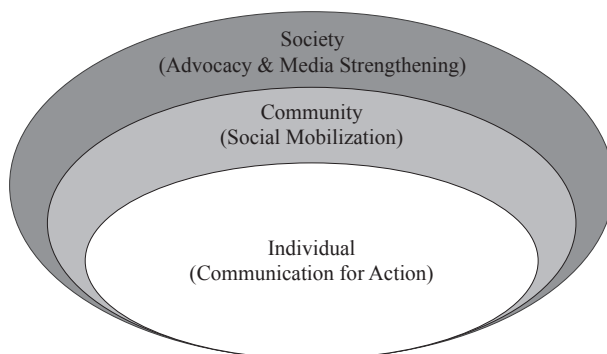 Society
(Advocacy & Media Strengthening)
Community
(Social Mobilization)
Individual
(Communication for Action)